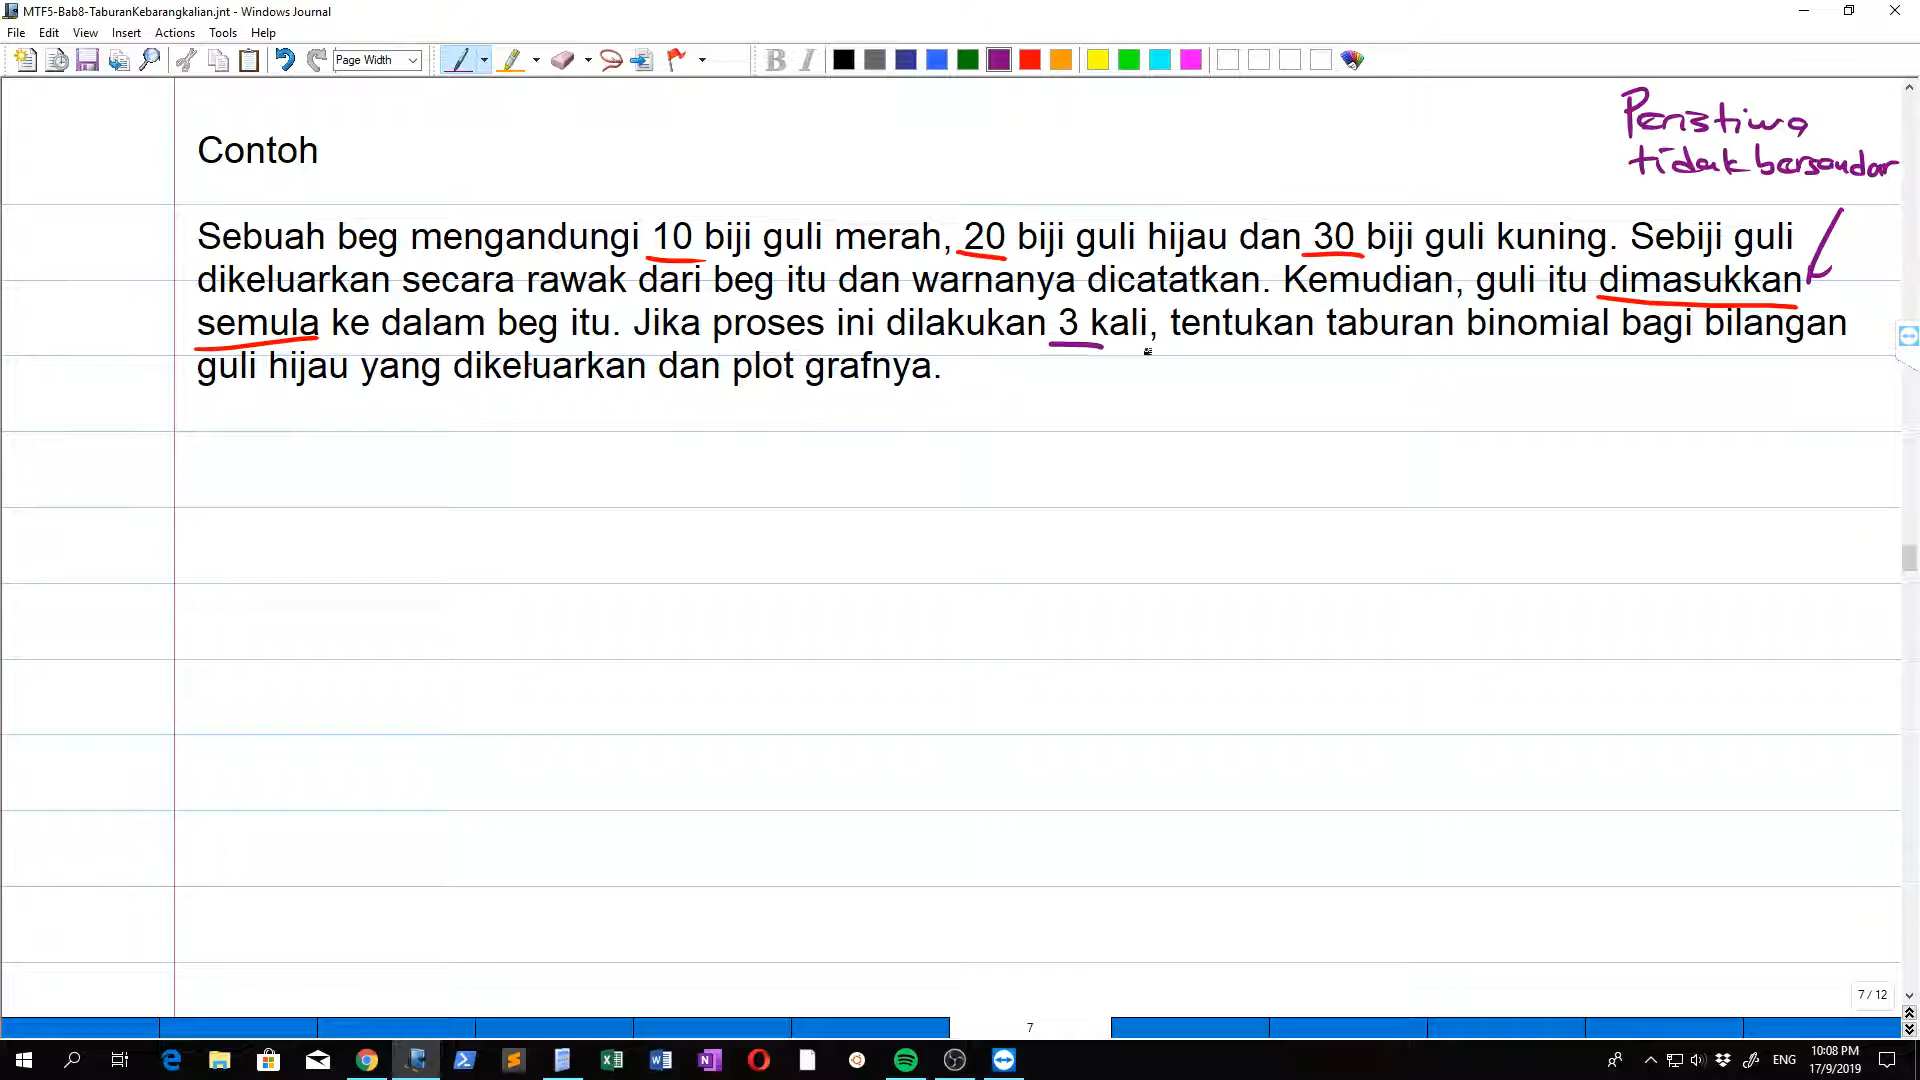 MTF5-Bab8-TaburanKebarangkalian.jnt - Windows Journal
File Edit View Insert Actions Tools Help
Page Width
B I
Peristiwa
tidak bersandar
Contoh
Sebuah beg mengandungi 10 biji guli merah, 20 biji guli hijau dan 30 biji guli kuning. Sebiji guli
dikeluarkan secara rawak dari beg itu dan warnanya dicatatkan. Kemudian, guli itu dimasukkan
semula ke dalam beg itu. Jika proses ini dilakukan 3 kali, tentukan taburan binomial bagi bilangan
guli hijau yang dikeluarkan dan plot grafnya.
7 / 12
7
ENG
10:08 PM
17/9/2019